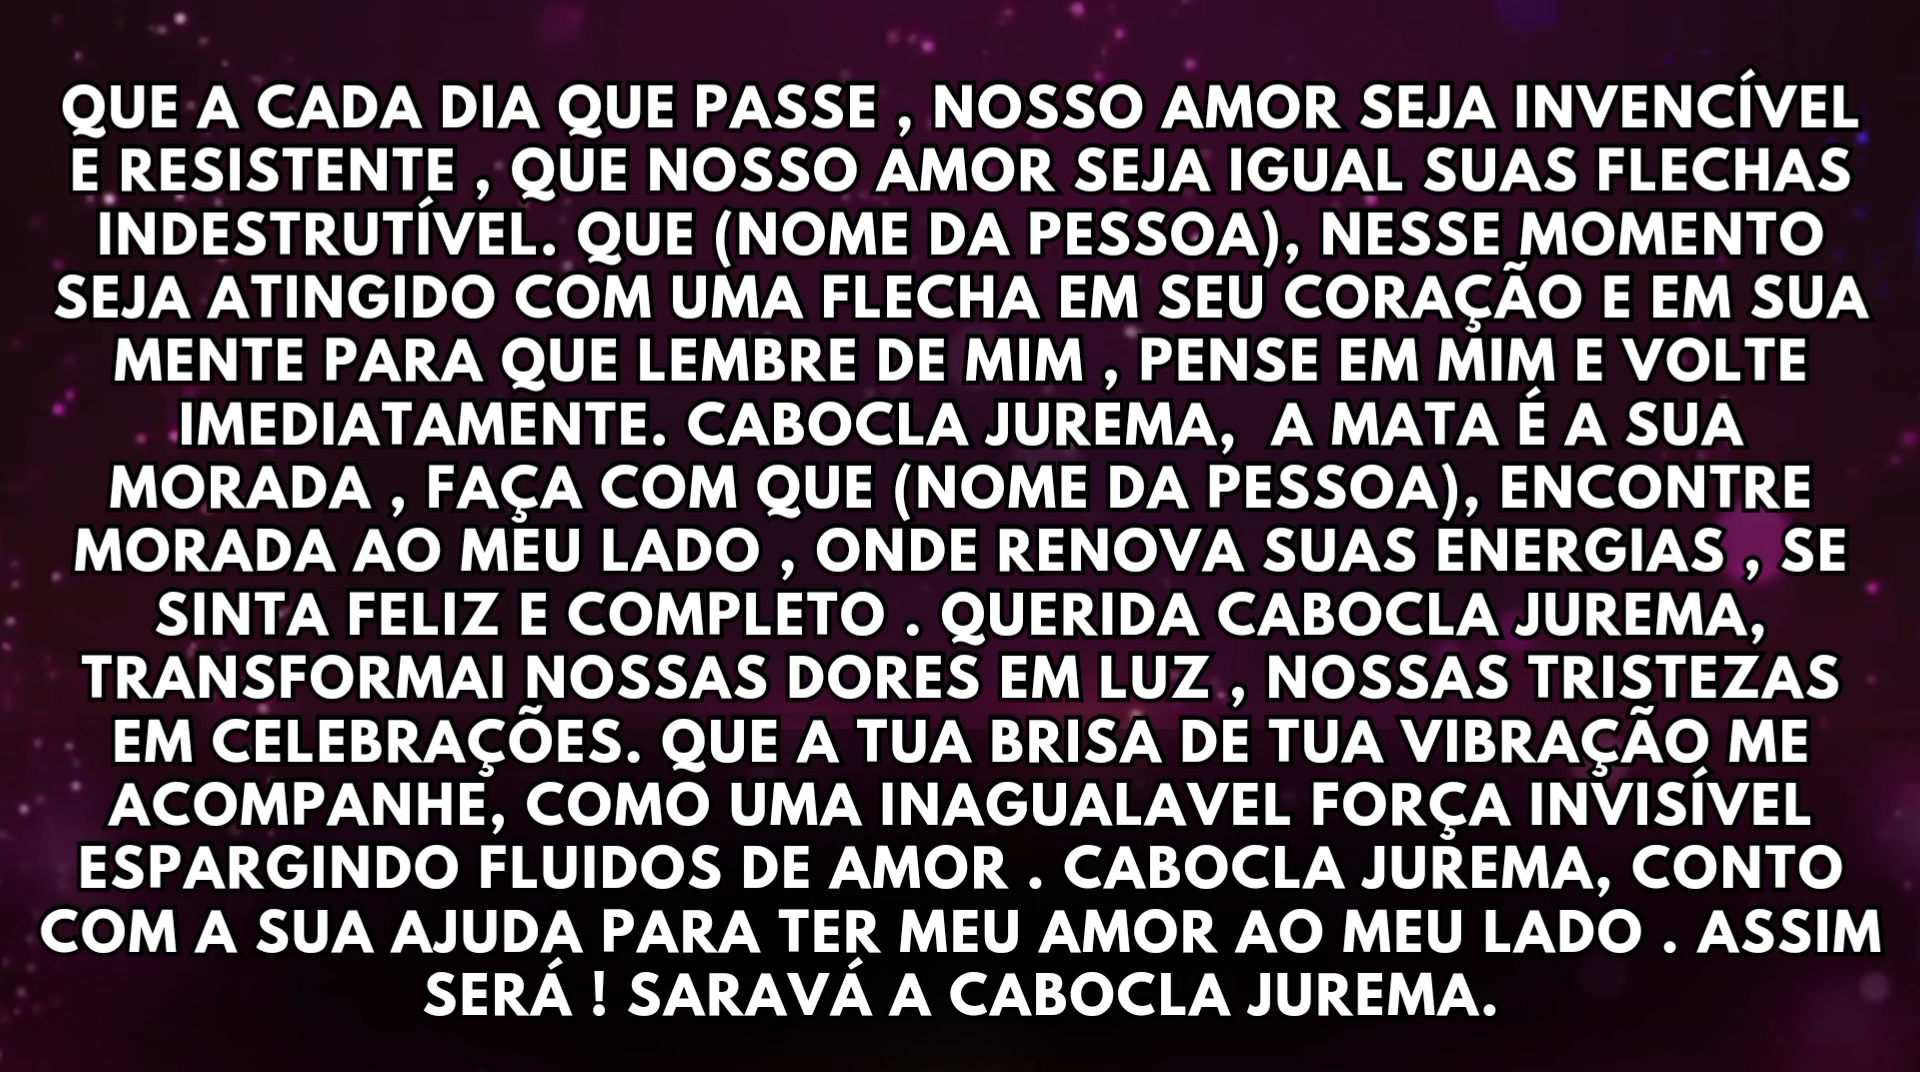 QUE A CADA DIA QUE PASSE , NOSSO AMOR SEJA INVENCÍVEL
E RESISTENTE , QUE NOSSO AMOR SEJA IGUAL SUAS FLECHAS
INDESTRUTÍVEL. QUE (NOME DA PESSOA), NESSE MOMENTO
SEJA ATINGIDO COM UMA FLECHA EM SEU CORAÇÃO E EM SUA
MENTE PARA QUE LEMBRE DE MIM , PENSE EM MIM E VOLTE
IMEDIATAMENTE. CABOCLA JUREMA, A MATA É A SUA
MORADA , FAÇA COM QUE (NOME DA PESSOA), ENCONTRE
MORADA AO MEU LADO , ONDE RENOVA SUAS ENERGIAS , SE
SINTA FELIZ E COMPLETO . QUERIDA CABOCLA JUREMA,
TRANSFORMAI NOSSAS DORES EM LUZ , NOSSAS TRISTEZAS
EM CELEBRAÇÕES. QUE A TUA BRISA DE TUA VIBRAÇÃO ME
ACOMPANHE, COMO UMA INAGUALAVEL FORÇA INVISÍVEL
ESPARGINDO FLUIDOS DE AMOR . CABOCLA JUREMA, CONTO
COM A SUA AJUDA PARA TER MEU AMOR AO MEU LADO . ASSIM
SERÁ ! SARAVÁ A CABOCLA JUREMA.